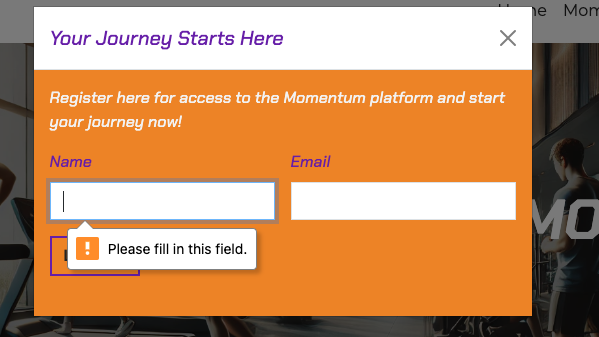 Home
Your Journey Starts Here
Register here for access to the Momentum platform and start
your journey now!
Name Email
Please fill in this field.